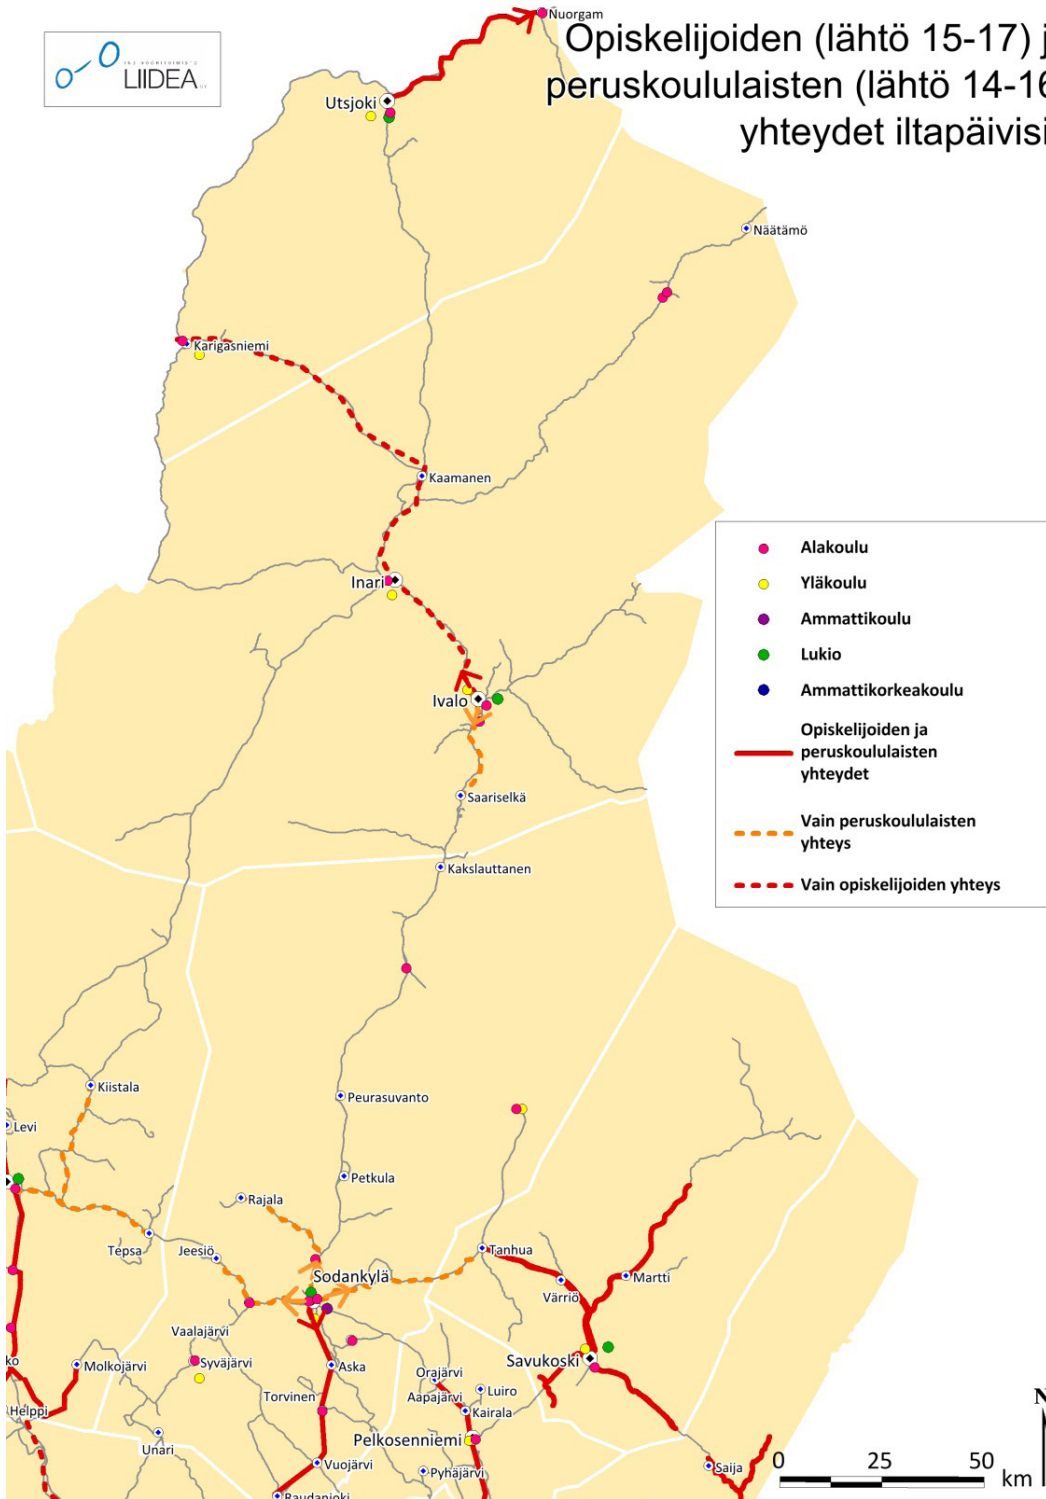 Nuorgam
Opiskelijoiden (lähtö 15-17) j
peruskoululaisten (lähtö 14-16
yhteydet iltapäivisi
LIIDEA
Utsjoki
Näätämö
Karigasniemi
Kaamanen
Inari
Ivalo
Saariselkä
Kakslauttanen
Alakoulu
Yläkoulu
Ammattikoulu
Lukio
Ammattikorkeakoulu
Opiskelijoiden ja
peruskoululaisten
yhteydet
Vain peruskoululaisten
yhteys
Vain opiskelijoiden yhteys
Kiistala
Peurasuvanto
Levi
Petkula
Rajala
Tepsa
Jeesiö
Tanhua
Sodankylä
Martti
Värriö
Vaalajärvi
Savukoski
ko
Molkojärvi
Syväjärvi
Aska
Orajärvi
Aapajärvi
Luiro
Torvinen
Helppi
Kairala
Unari
Pelkosenniemi
Vuojärvi
Pyhäjärvi
Saija
Raudanjoki
N
0 25 50
km